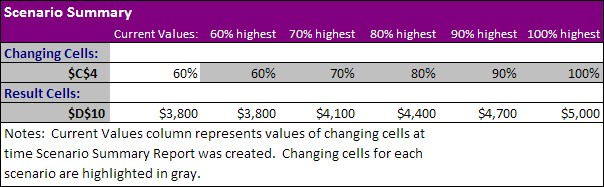 Scenario Summary
Current Values: 60% highest 70% highest 80% highest 90% highest 100% highest
Changing Cells:
$C$4 60% 60% 70% 80% 90% 100%
Result Cells:
$D$10 $3,800 $3,800 $4,100 $4,400 $4,700 $5,000
Notes: Current Values column represents values of changing cells at
time Scenario Summary Report was created. Changing cells for each
scenario are highlighted in gray.